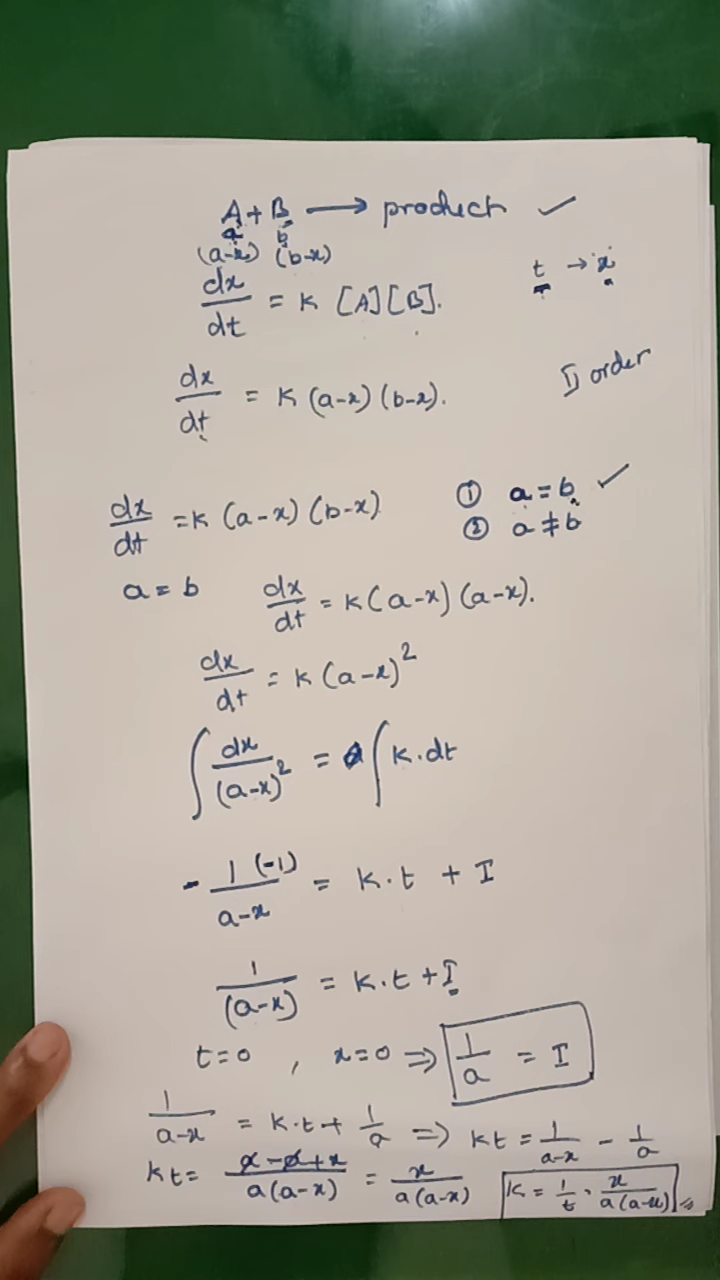 A + B ⟶ product ✓
a b
(a-x) (b-x)
t → x
dx/dt = K [A][B].
II order
dx/dt = K (a-x) (b-x).
dx/dt = K (a-x) (b-x)
① a = b ✓
② a ≠ b
a = b dx/dt = K (a-x) (a-x).
dx/dt = K (a-x)²
∫ dx/(a-x)² = ∫ K.dt
- 1(-1)/a-x = K.t + I
1/(a-x) = K.t + I
t=0 , x=0 ⇒ 1/a = I
1/a-x = K.t + 1/a ⇒ Kt = 1/a-x - 1/a
Kt = a-a+x/a(a-x) = x/a(a-x) K = 1/t . x/a(a-x)